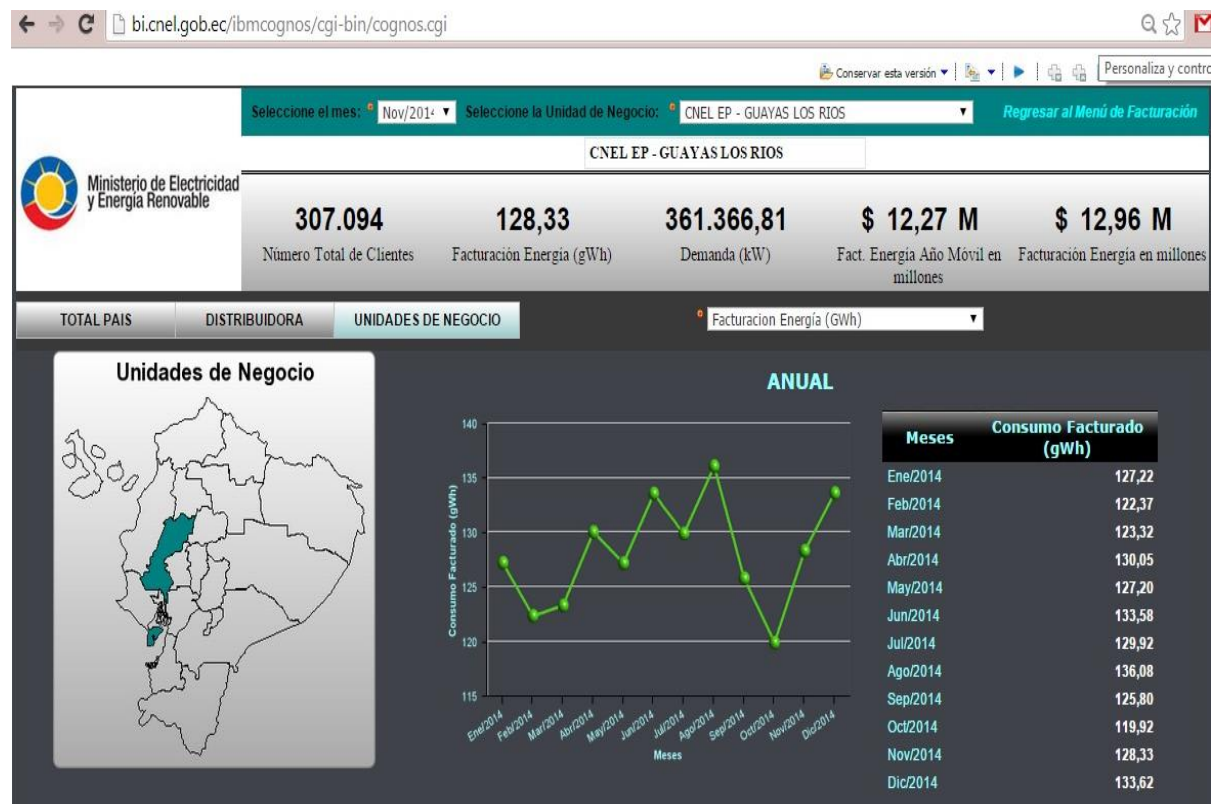 bi.cnel.gob.ec/ibmcognos/cgi-bin/cognos.cgi
Conservar esta versión
Personaliza y contro
Seleccione el mes: Nov/2014 Seleccione la Unidad de Negocio: CNEL EP - GUAYAS LOS RIOS Regresar al Menú de Facturación
CNEL EP - GUAYAS LOS RIOS
Ministerio de Electricidad
y Energía Renovable
307.094 128,33 361.366,81 $ 12,27 M $ 12,96 M
Número Total de Clientes Facturación Energía (gWh) Demanda (kW) Fact. Energía Año Móvil en Facturación Energía en millones
millones
TOTAL PAIS DISTRIBUIDORA UNIDADES DE NEGOCIO Facturacion Energía (GWh)
Unidades de Negocio
ANUAL
Consumo Facturado (gWh)
140
135
130
125
120
115
Ene/2014 Feb/2014 Mar/2014 Abr/2014 May/2014 Jun/2014 Jul/2014 Ago/2014 Sep/2014 Oct/2014 Nov/2014 Dic/2014
Meses
Meses Consumo Facturado
(gWh)
Ene/2014 127,22
Feb/2014 122,37
Mar/2014 123,32
Abr/2014 130,05
May/2014 127,20
Jun/2014 133,58
Jul/2014 129,92
Ago/2014 136,08
Sep/2014 125,80
Oct/2014 119,92
Nov/2014 128,33
Dic/2014 133,62